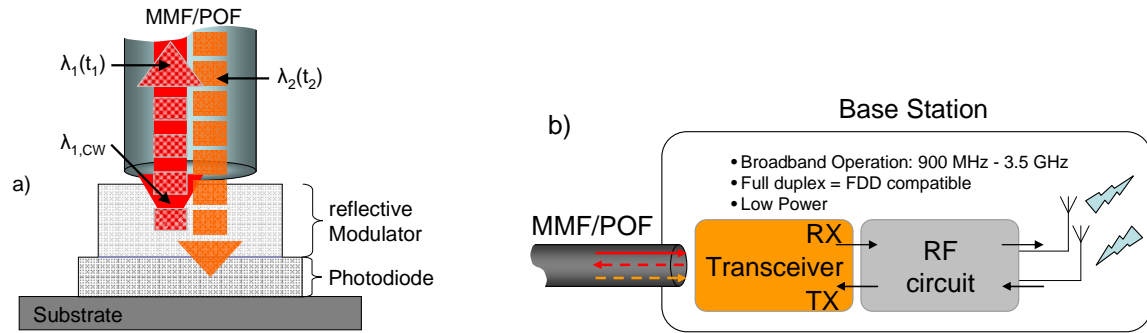 a)
MMF/POF
λ1(t1)
λ2(t2)
λ1,CW
reflective
Modulator
Photodiode
Substrate
b)
Base Station
• Broadband Operation: 900 MHz - 3.5 GHz
• Full duplex = FDD compatible
• Low Power
MMF/POF
RX
Transceiver
TX
RF
circuit